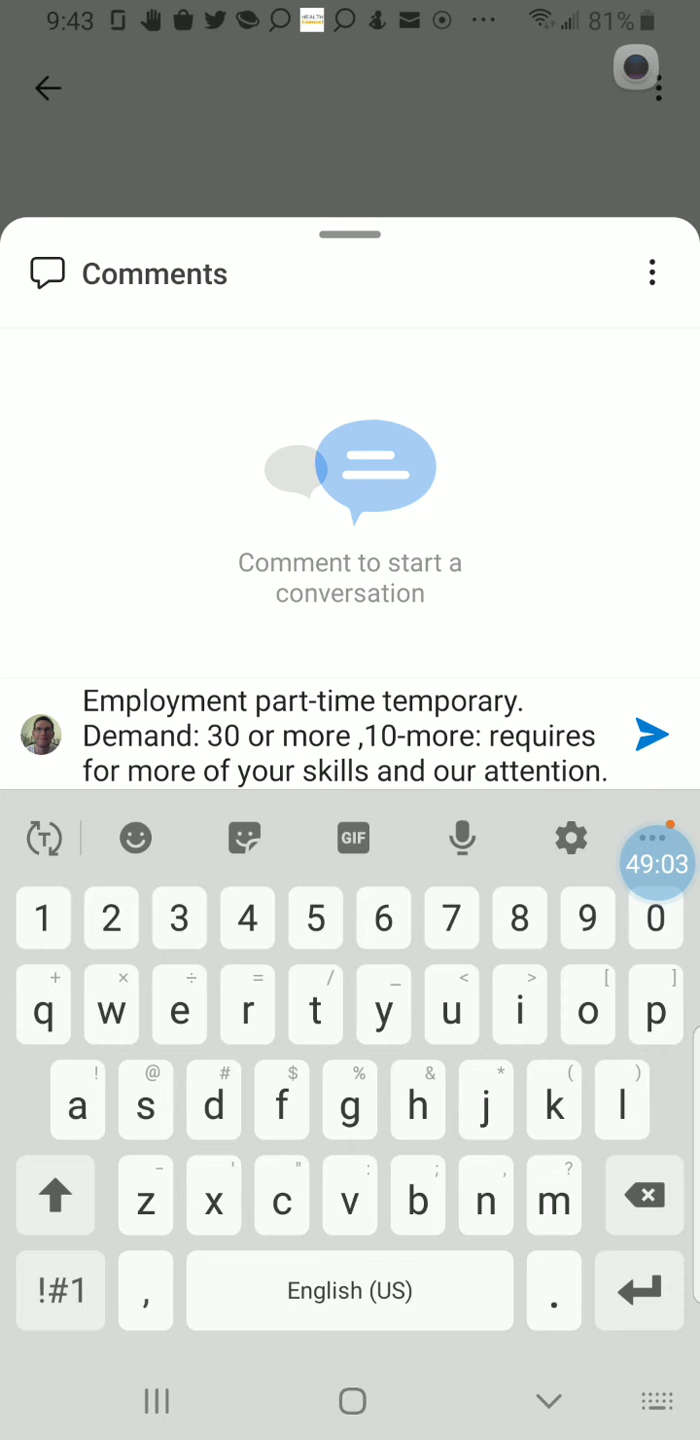 9:43 81%
Comments
Comment to start a
conversation
Employment part-time temporary.
Demand: 30 or more ,10-more: requires
for more of your skills and our attention.
GIF
49:03
1 2 3 4 5 6 7 8 9 0
+ × ÷ = / _ < > [ ]
q w e r t y u i o p
! @ # $ % & * ( )
a s d f g h j k l
- ' " : ; , ?
z x c v b n m
!#1 , English (US) .